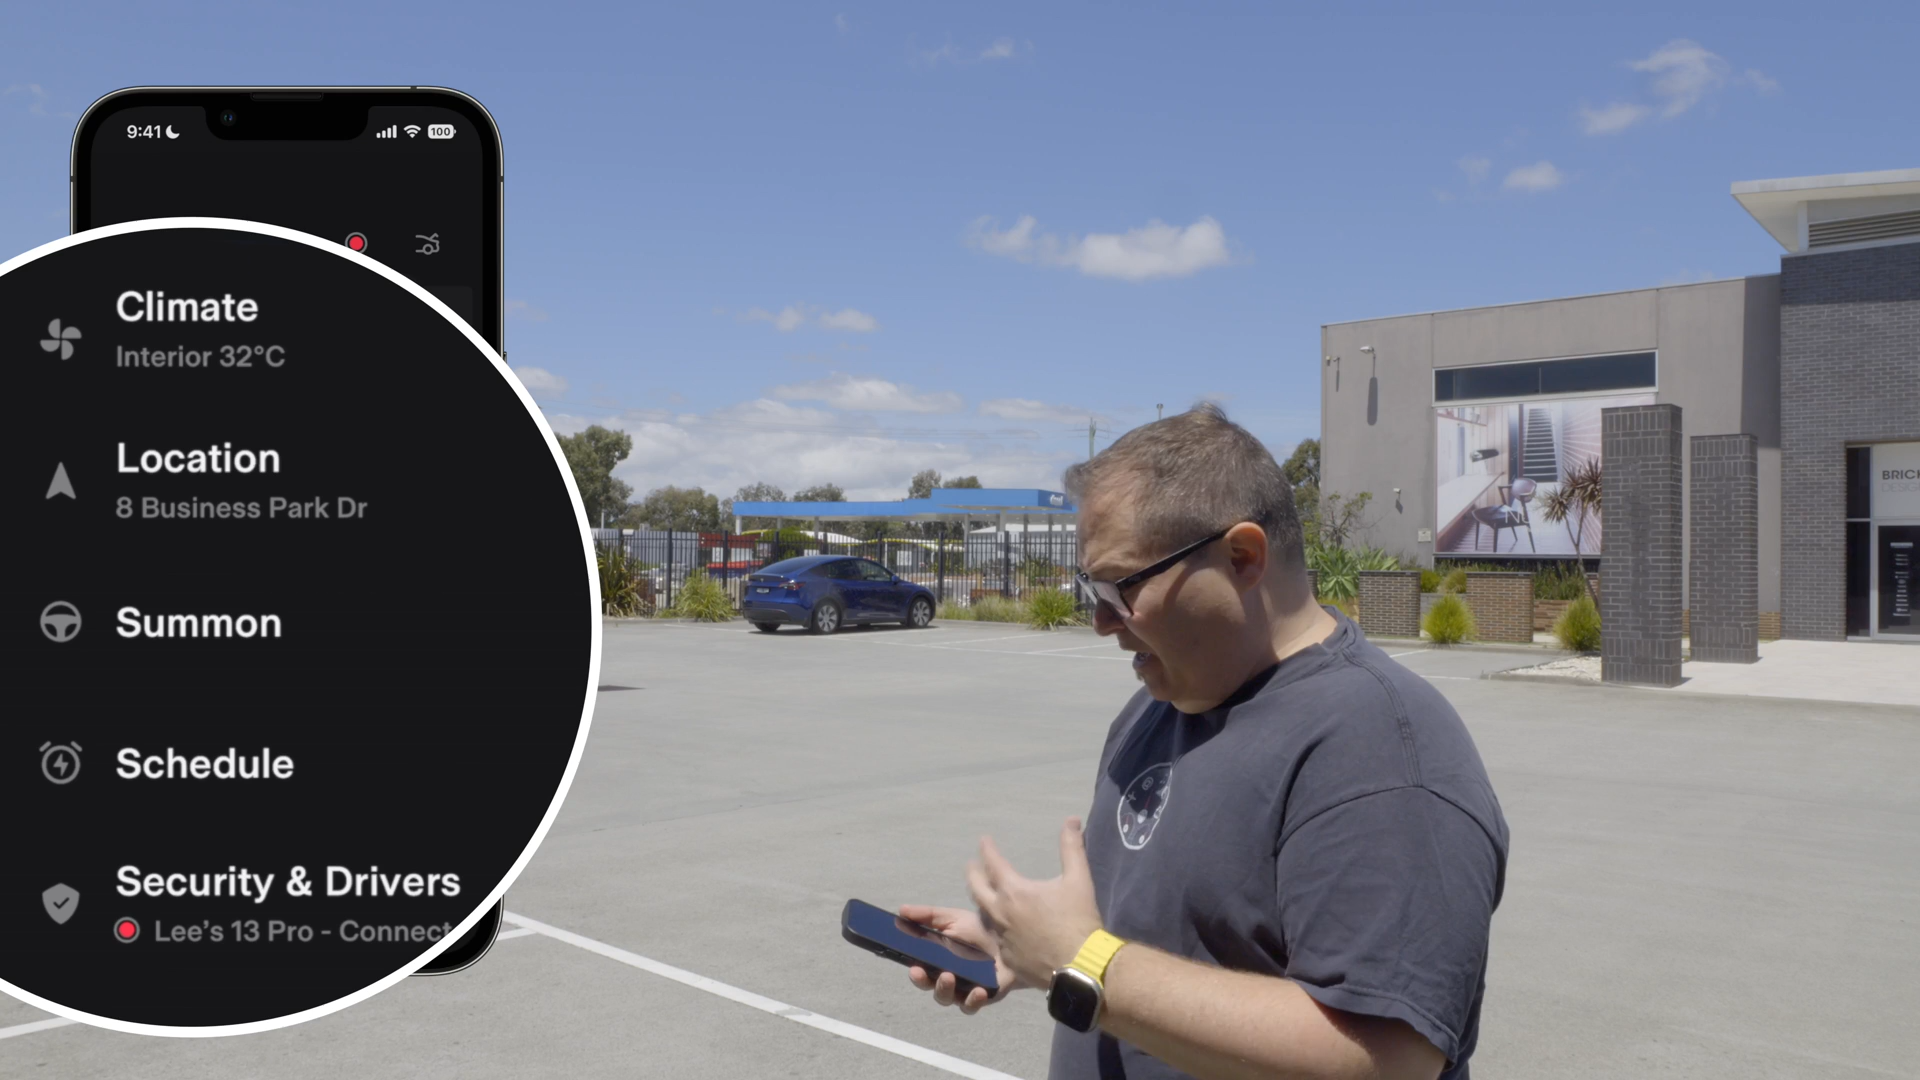 9:41
100
Climate
Interior 32°C
Location
8 Business Park Dr
Summon
Schedule
Security & Drivers
Lee's 13 Pro - Connect